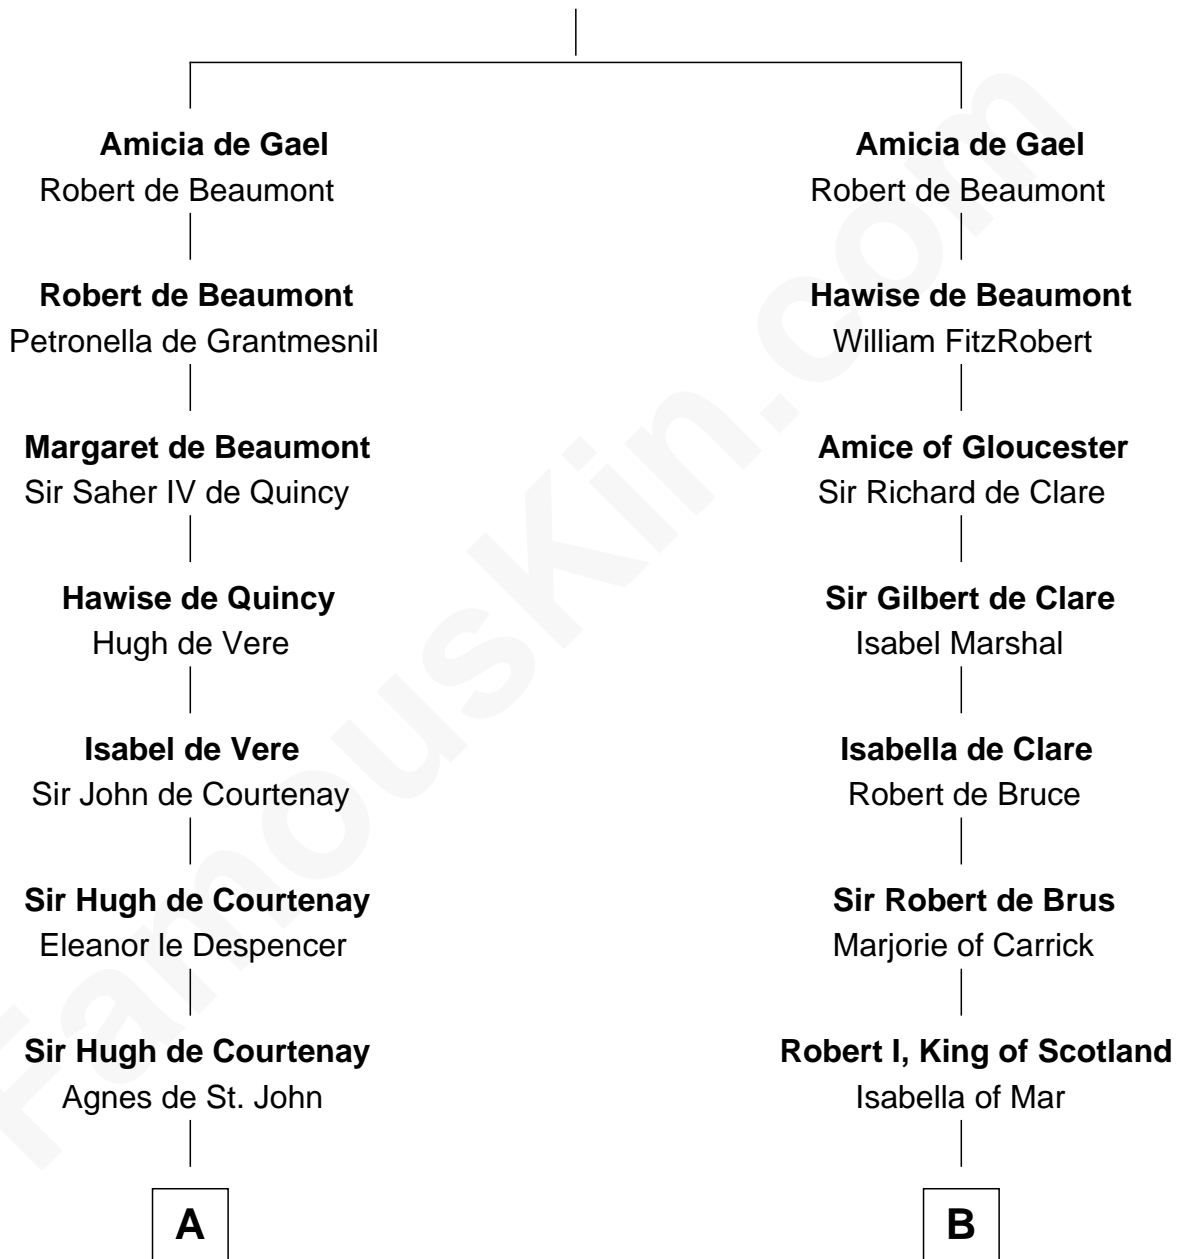 Amicia de Gael
Robert de Beaumont
Robert de Beaumont
Petronella de Grantmesnil
Margaret de Beaumont
Sir Saher IV de Quincy
Hawise de Quincy
Hugh de Vere
Isabel de Vere
Sir John de Courtenay
Sir Hugh de Courtenay
Eleanor le Despencer
Sir Hugh de Courtenay
Agnes de St. John
A
Amicia de Gael
Robert de Beaumont
Hawise de Beaumont
William FitzRobert
Amice of Gloucester
Sir Richard de Clare
Sir Gilbert de Clare
Isabel Marshal
Isabella de Clare
Robert de Bruce
Sir Robert de Brus
Marjorie of Carrick
Robert I, King of Scotland
Isabella of Mar
B
FamousKin.com